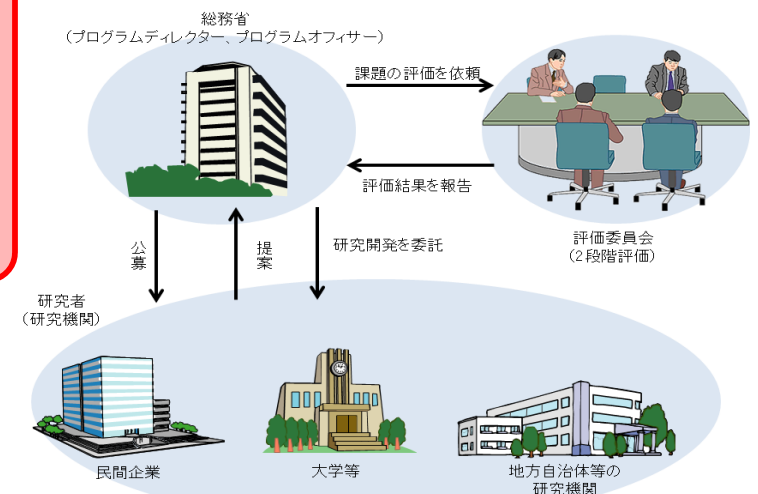 総務省
（プログラムディレクター、プログラムオフィサー）
課題の評価を依頼
評価結果を報告
評価委員会
（２段階評価）
公募
提案
研究開発を委託
研究者
（研究機関）
民間企業
大学等
地方自治体等の
研究機関